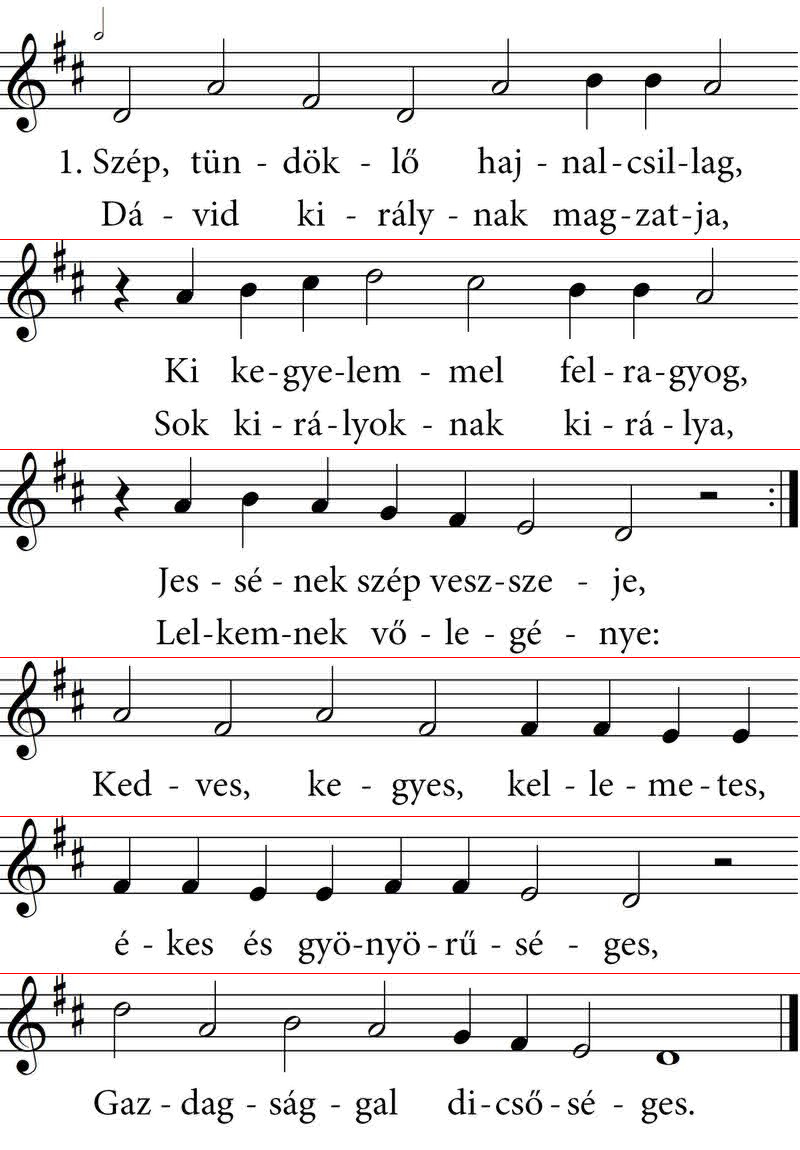 1. Szép, tün - dök - lő haj - nal - csil - lag,
Dá - vid ki - rály - nak mag - zat - ja,
Ki ke - gye - lem - mel fel - ra - gyog,
Sok ki - rá - lyok - nak ki - rá - lya,
Jes - sé - nek szép vesz - sze - je,
Lel - kem - nek vő - le - gé - nye:
Ked - ves, ke - gyes, kel - le - me - tes,
é - kes és gyö - nyö - rű - sé - ges,
Gaz - dag - ság - gal di - cső - sé - ges.